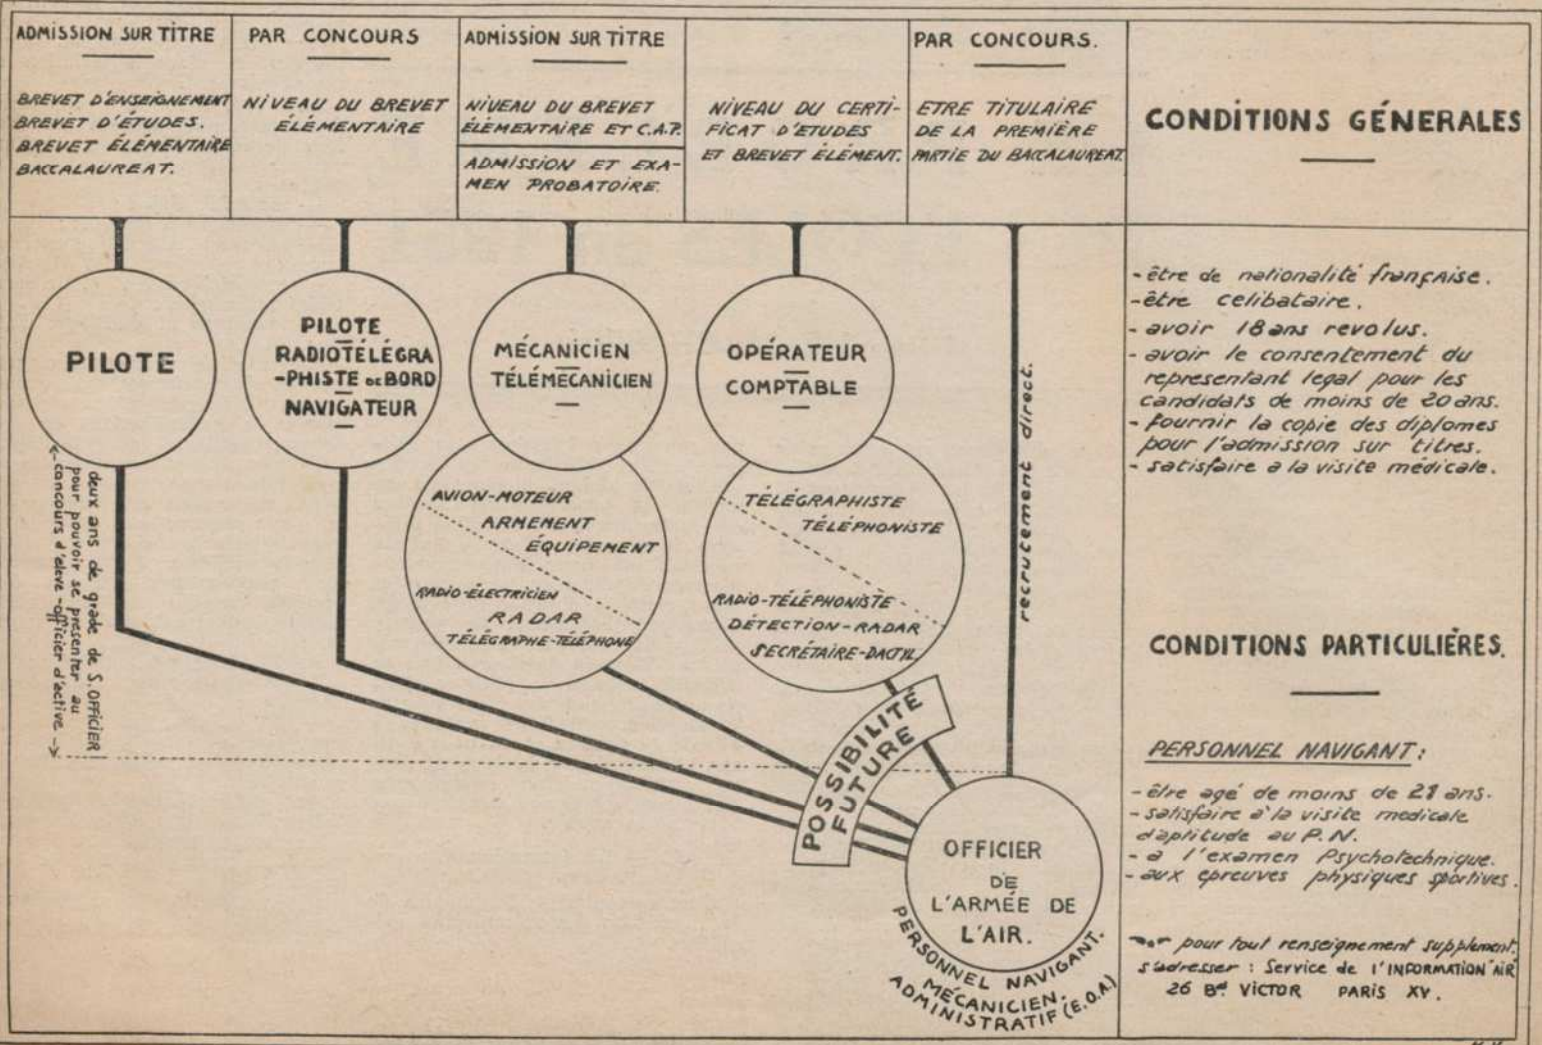 ADMISSION SUR TITRE
BREVET D'ENSEIGNEMENT
BREVET D'ÉTUDES.
BREVET ÉLÉMENTAIRE
BACCALAUREAT.
PAR CONCOURS
NIVEAU DU BREVET
ÉLÉMENTAIRE
ADMISSION SUR TITRE
NIVEAU DU BREVET
ÉLÉMENTAIRE ET C.A.P.
ADMISSION ET EXA-
MEN PROBATOIRE.
NIVEAU DU CERTI-
FICAT D'ETUDES
ET BREVET ÉLÉMENT.
PAR CONCOURS.
ETRE TITULAIRE
DE LA PREMIÈRE
PARTIE DU BACCALAUREAT.
CONDITIONS GÉNERALES
PILOTE
PILOTE
RADIOTÉLÉGRA
-PHISTE DE BORD
NAVIGATEUR
MÉCANICIEN
TÉLÉMÉCANICIEN
OPÉRATEUR
COMPTABLE
AVION-MOTEUR
ARMEMENT
ÉQUIPEMENT
RADIO-ÉLECTRICIEN
RADAR
TÉLÉGRAPHE-TÉLÉPHONE
TÉLÉGRAPHISTE
TÉLÉPHONISTE
RADIO-TÉLÉPHONISTE
DÉTECTION-RADAR
SECRÉTAIRE-DACTYL
recrutement direct.
deux ans de grade de S.OFFICIER
pour pouvoir se presenter au
concours d'eleve-officier d'active
POSSIBILITÉ
FUTURE
OFFICIER
DE
L'ARMÉE DE
L'AIR.
PERSONNEL NAVIGANT.
MÉCANICIEN.
ADMINISTRATIF (E.O.A.)
- être de nationalité française.
- être celibataire.
- avoir 18 ans revolus.
- avoir le consentement du
representant legal pour les
candidats de moins de 20 ans.
- fournir la copie des diplomes
pour l'admission sur titres.
- satisfaire a la visite médicale.
CONDITIONS PARTICULIÈRES.
PERSONNEL NAVIGANT:
- être agé de moins de ans.
- satisfaire à la visite medicale
d'aptitude au P.N.
- a l'examen Psychotechnique.
- aux epreuves physiques sportives.
pour tout renseignement supplement.
s'adresser : Service de l'INFORMATION "AIR"
26 Bd VICTOR PARIS XV.